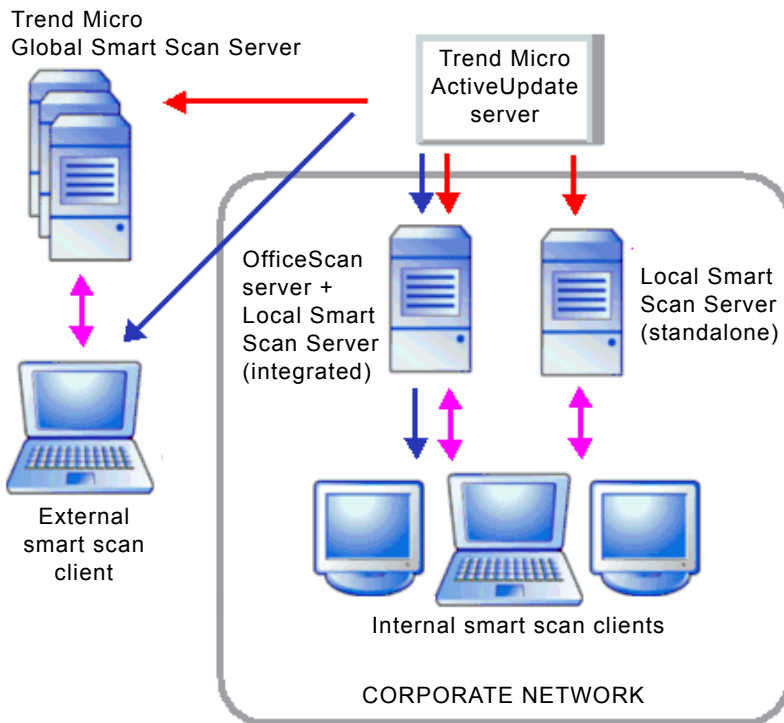 Trend Micro
Global Smart Scan Server
Trend Micro
ActiveUpdate
server
OfficeScan
server +
Local Smart
Scan Server
(integrated)
Local Smart
Scan Server
(standalone)
External
smart scan
client
Internal smart scan clients
CORPORATE NETWORK